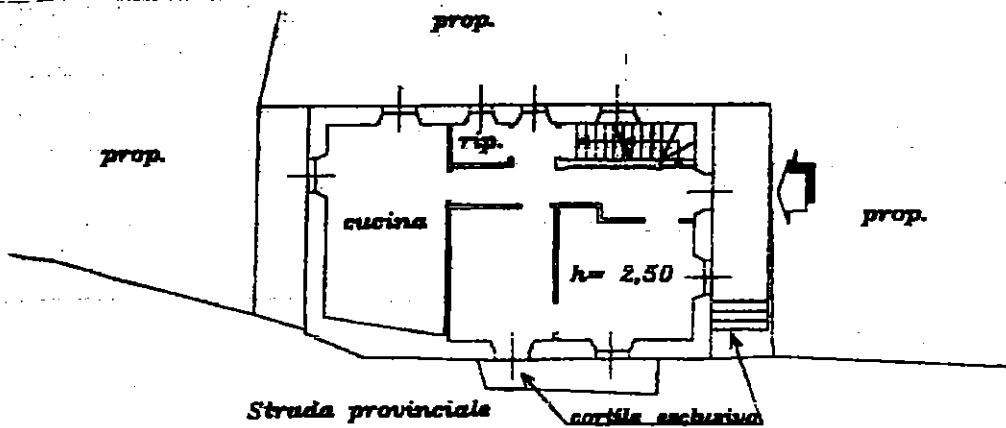 prop.
prop.
rip.
prop.
cucina
h= 2,50
Strada provinciale
cortile esclusivo